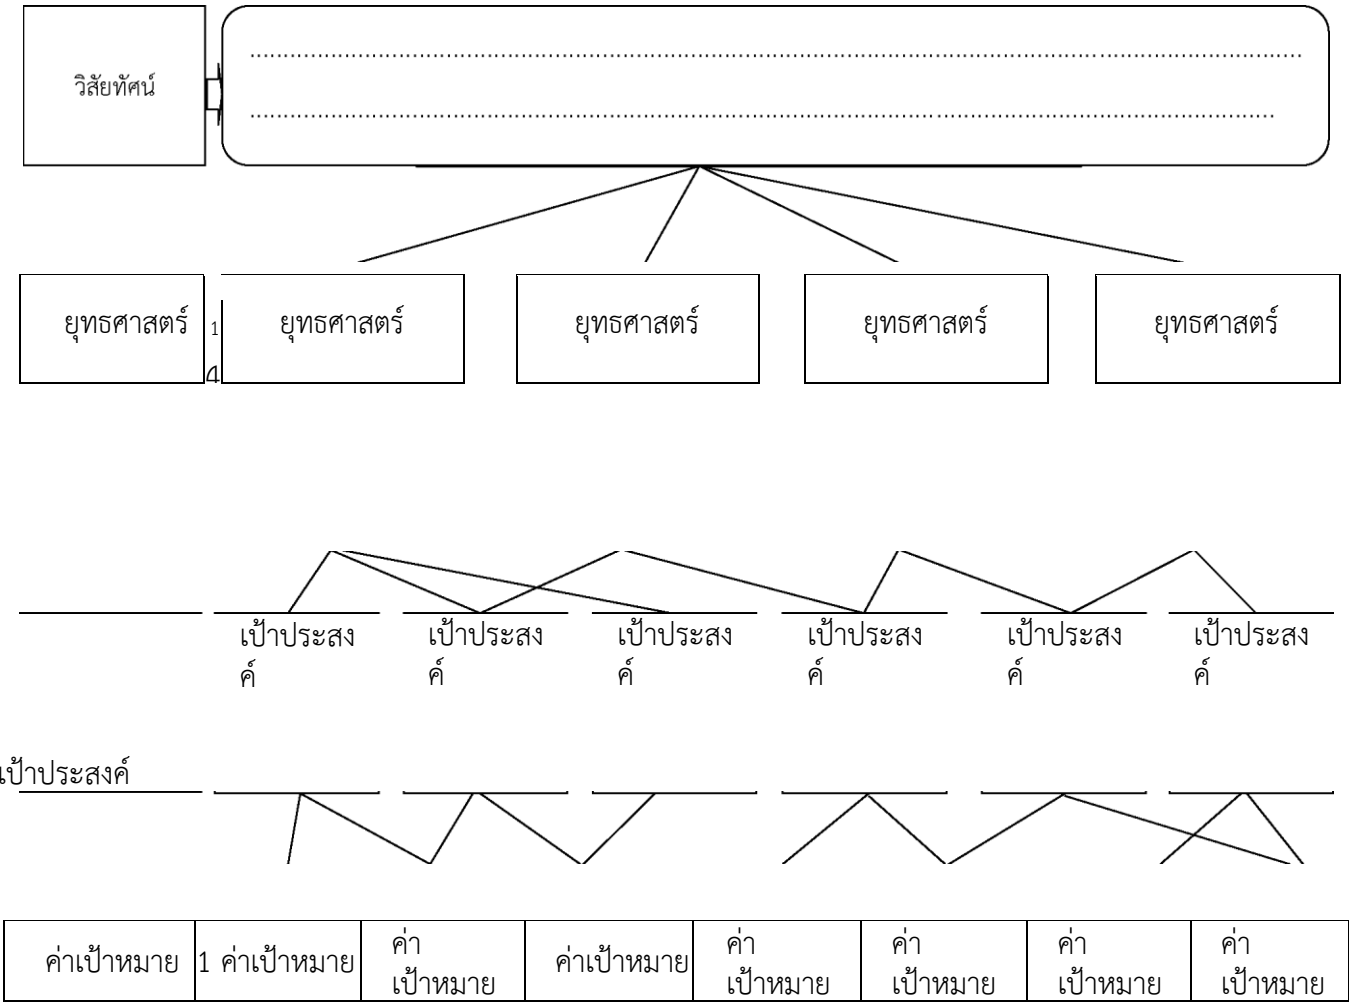 วิสัยทัศน์
................................................................................
................................................................................
ยุทธศาสตร์ 1 ยุทธศาสตร์ ยุทธศาสตร์ ยุทธศาสตร์ ยุทธศาสตร์
4
เป้าประสง เป้าประสง เป้าประสง เป้าประสง เป้าประสง เป้าประสง
ค์ ค์ ค์ ค์ ค์ ค์
เป้าประสงค์
ค่าเป้าหมาย 1 ค่าเป้าหมาย ค่า ค่าเป้าหมาย ค่า ค่า ค่า ค่า
เป้าหมาย เป้าหมาย เป้าหมาย เป้าหมาย เป้าหมาย